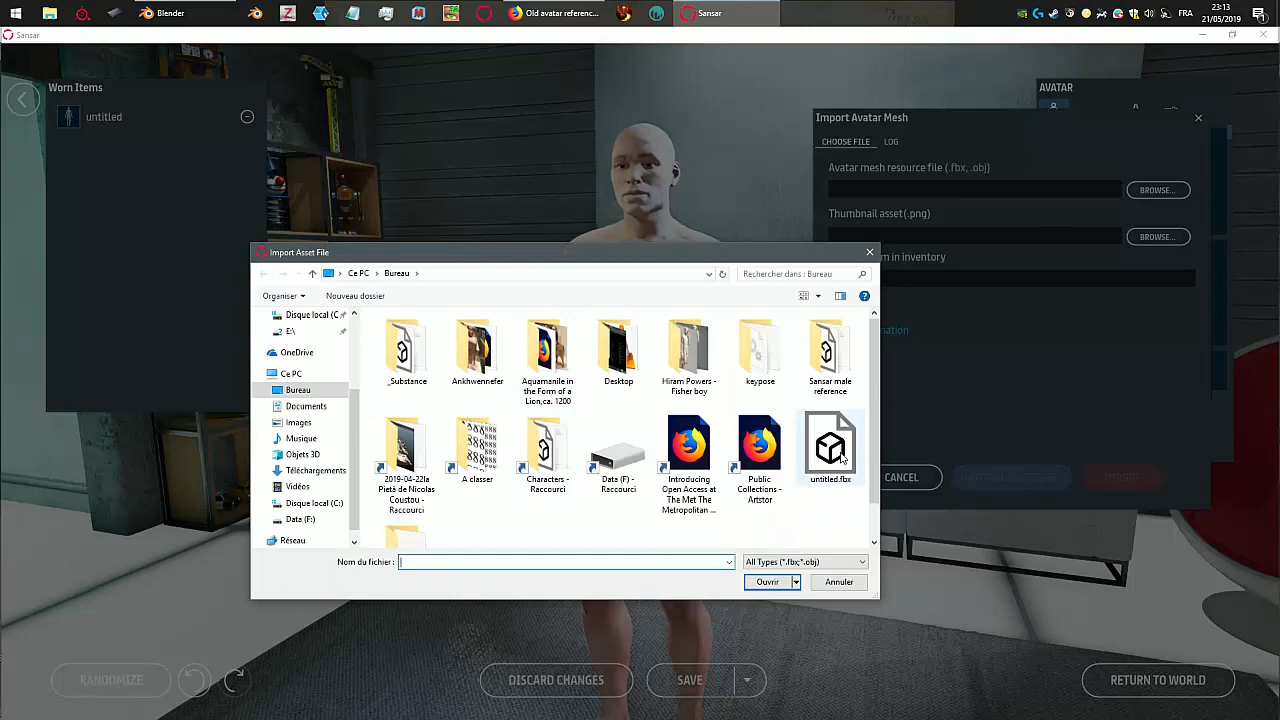 Blender
Old avatar referenc...
Sansar
FRA
23:13
21/05/2019
Sansar
Worn Items
untitled
AVATAR
Import Avatar Mesh
CHOOSE FILE
LOG
Avatar mesh resource file (.fbx, .obj)
BROWSE...
Thumbnail asset(.png)
BROWSE...
m in inventory
mation
CANCEL
IMPORT
Import Asset File
Ce PC
Bureau
Rechercher dans : Bureau
Organiser
Nouveau dossier
Disque local (C
E:\
OneDrive
Ce PC
Bureau
Documents
Images
Musique
Objets 3D
Téléchargements
Vidéos
Disque local (C:)
Data (F:)
Réseau
_Substance
Ankhwennefer
Aquamanile in
the Form of a
Lion,ca. 1200
Desktop
Hiram Powers -
Fisher boy
keypose
Sansar male
reference
2019-04-22la
Pietà de Nicolas
Coustou -
Raccourci
A classer
Characters -
Raccourci
Data (F) -
Raccourci
Introducing
Open Access at
The Met The
Metropolitan ...
Public
Collections -
Artstor
untitled.fbx
Nom du fichier :
All Types (*.fbx;*.obj)
Ouvrir
Annuler
RANDOMIZE
DISCARD CHANGES
SAVE
RETURN TO WORLD